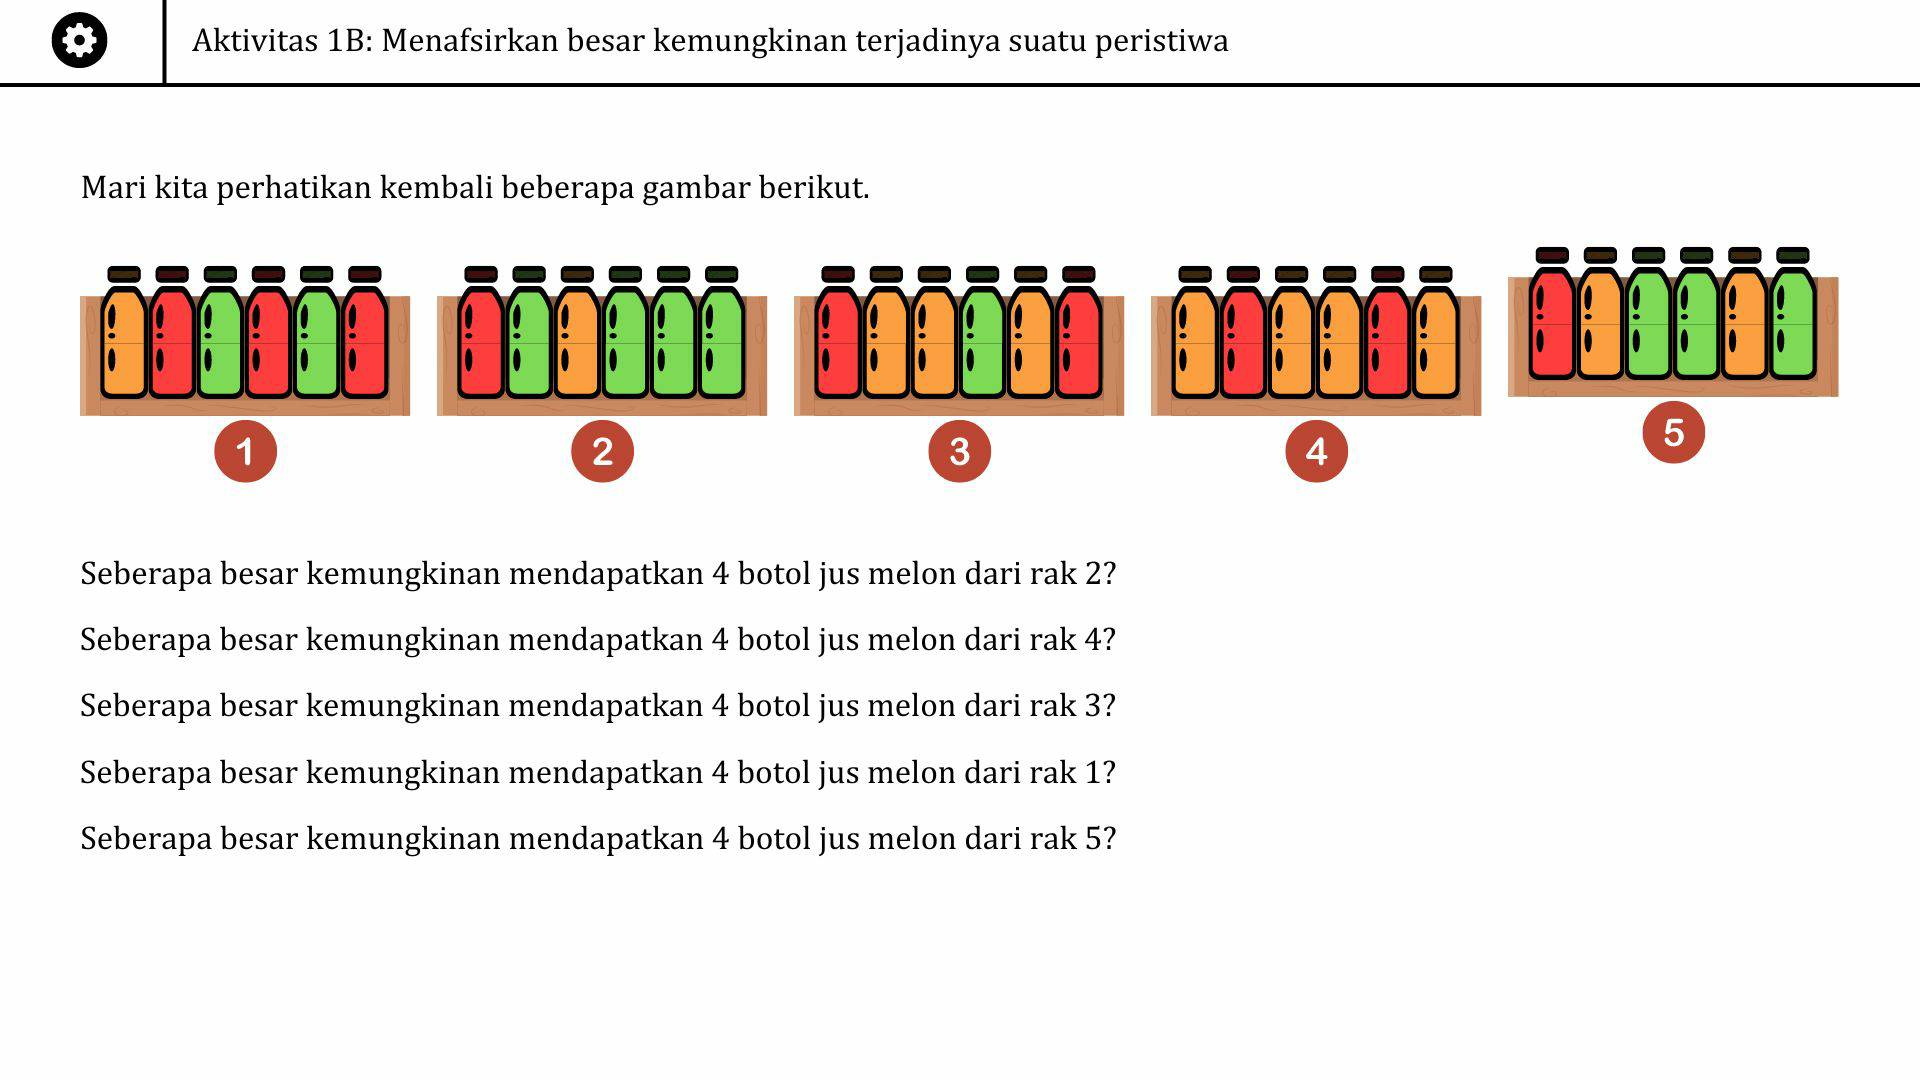 Aktivitas 1B: Menafsirkan besar kemungkinan terjadinya suatu peristiwa
Mari kita perhatikan kembali beberapa gambar berikut.
1
2
3
4
5
Seberapa besar kemungkinan mendapatkan 4 botol jus melon dari rak 2?
Seberapa besar kemungkinan mendapatkan 4 botol jus melon dari rak 4?
Seberapa besar kemungkinan mendapatkan 4 botol jus melon dari rak 3?
Seberapa besar kemungkinan mendapatkan 4 botol jus melon dari rak 1?
Seberapa besar kemungkinan mendapatkan 4 botol jus melon dari rak 5?